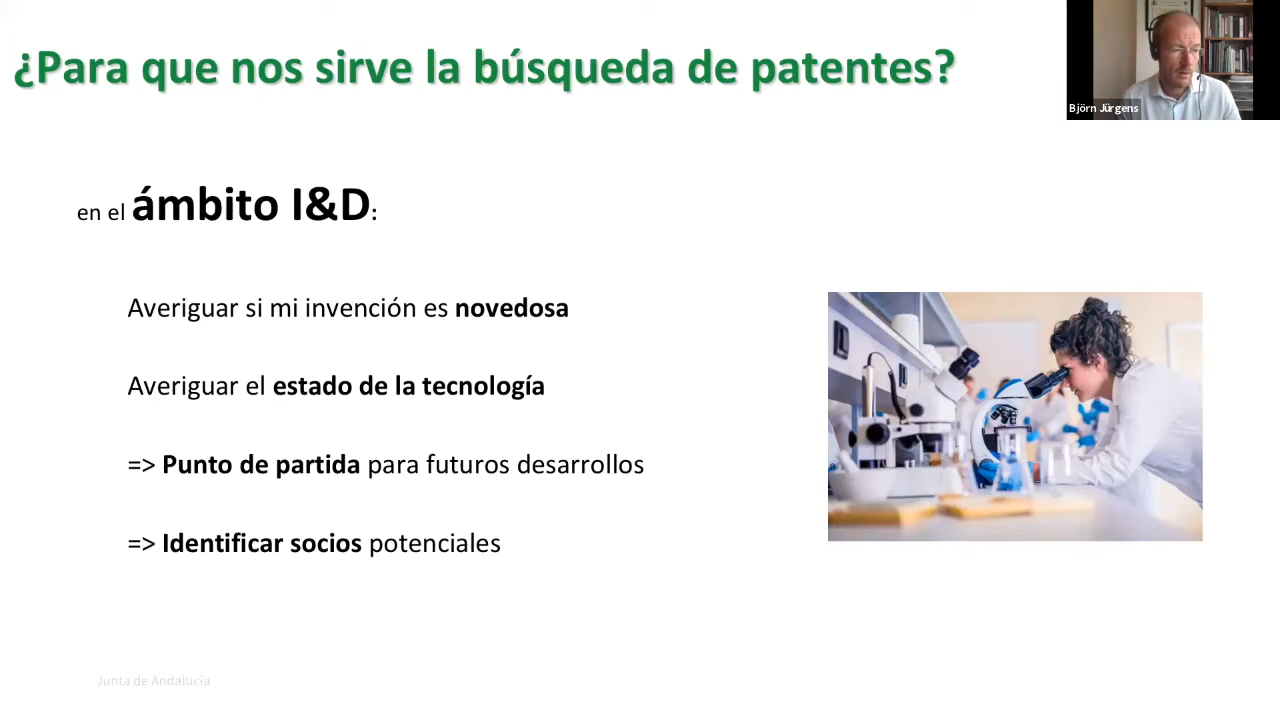 ¿Para que nos sirve la búsqueda de patentes?
Björn Jürgens
en el ámbito I&D:
Averiguar si mi invención es novedosa
Averiguar el estado de la tecnología
=> Punto de partida para futuros desarrollos
=> Identificar socios potenciales
Junta de Andalucía